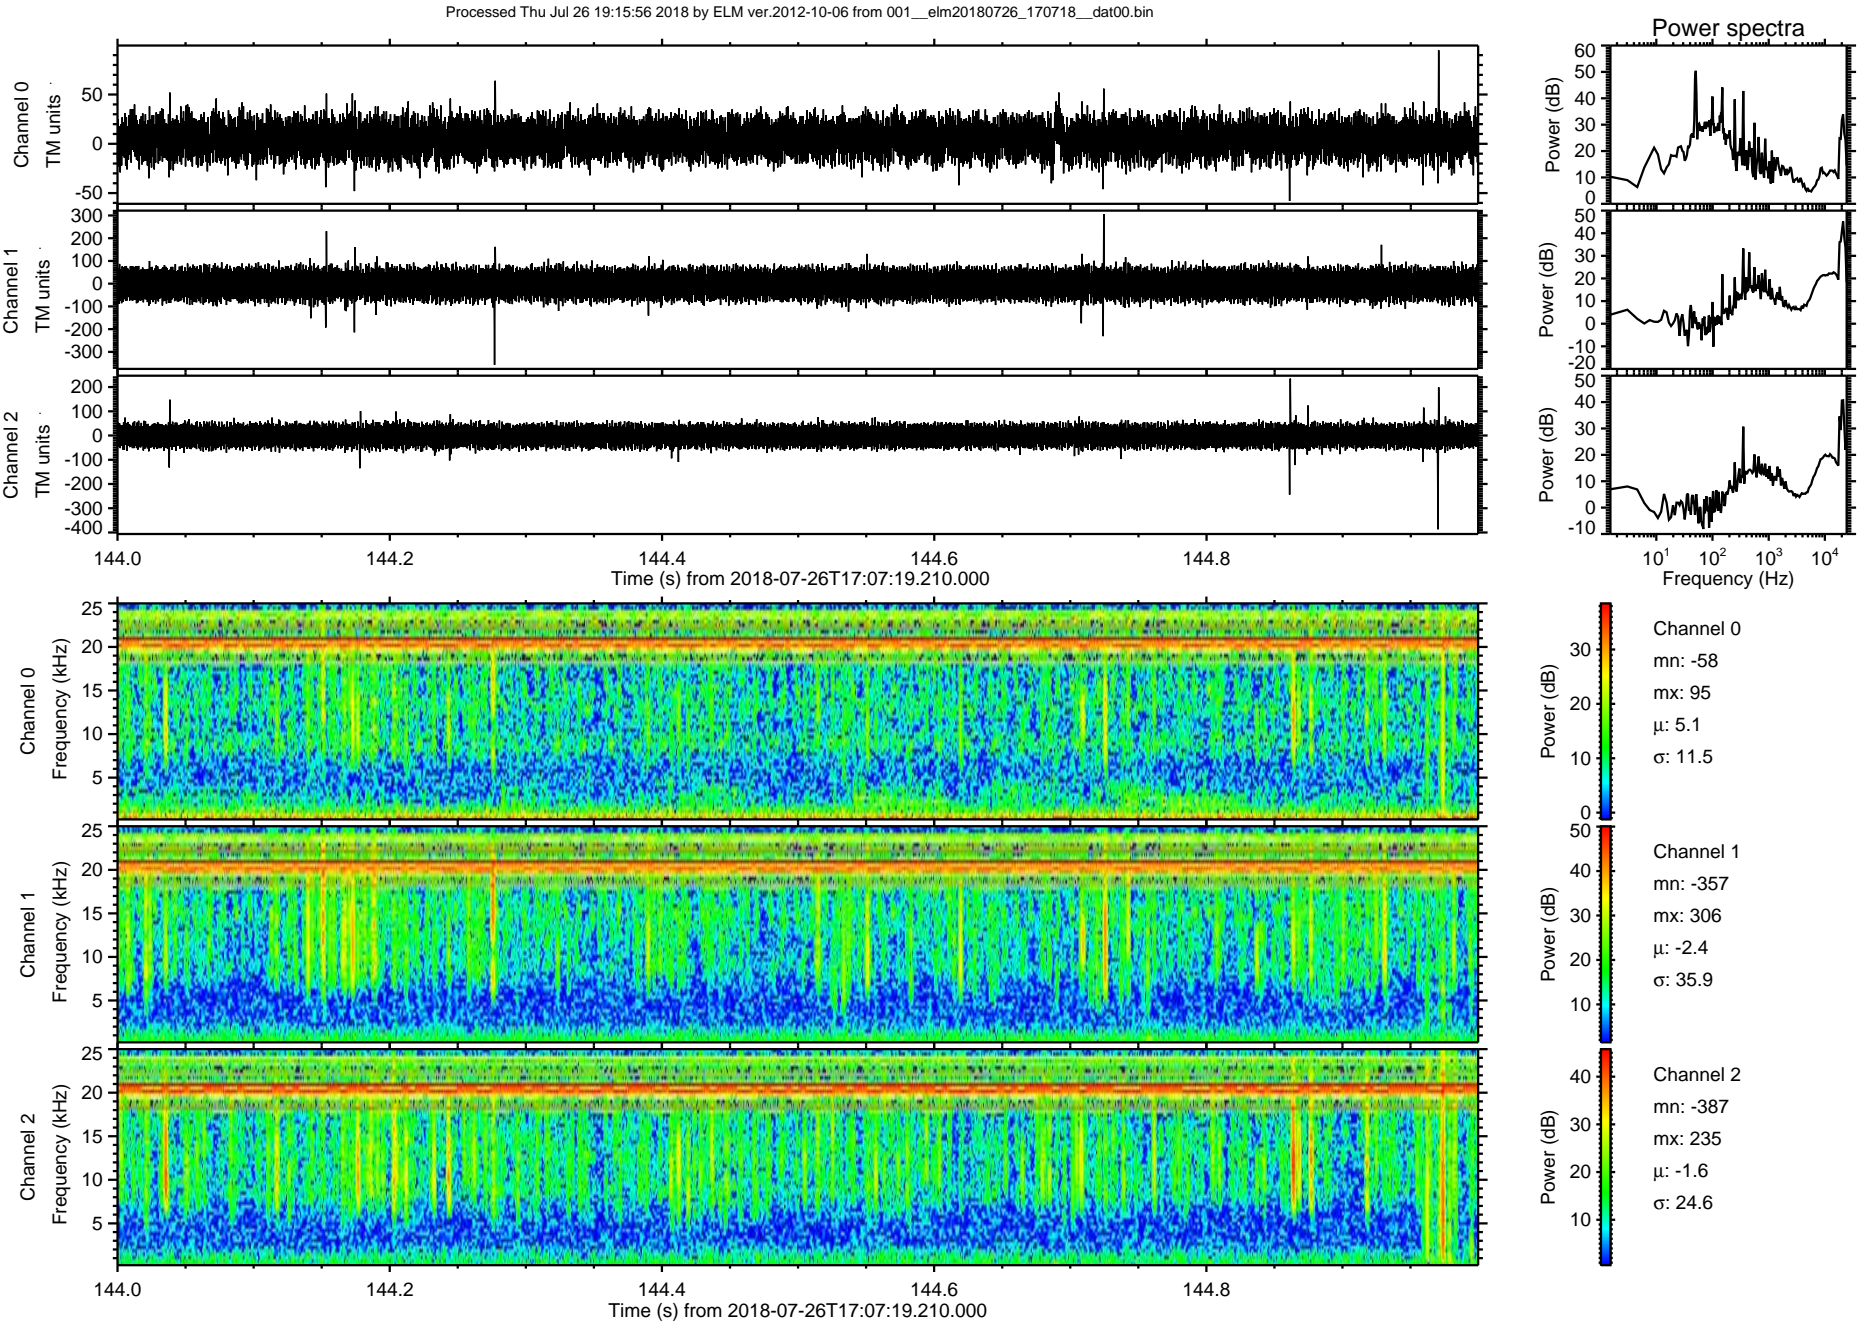 Processed Thu Jul 26 19:15:56 2018 by ELM ver.2012-10-06 from 001__elm20180726_170718__dat00.bin
Power spectra
Channel 0
TM units
50
0
-50
Power (dB)
60
50
40
30
20
10
0
Channel 1
TM units
300
200
100
0
-100
-200
-300
Power (dB)
50
40
30
20
10
0
-10
-20
Channel 2
TM units
200
100
0
-100
-200
-300
-400
Power (dB)
50
40
30
20
10
0
-10
144.0 144.2 144.4 144.6 144.8
Time (s) from 2018-07-26T17:07:19.210.000
10^1 10^2 10^3 10^4
Frequency (Hz)
Channel 0
Frequency (kHz)
25
20
15
10
5
Power (dB)
30
20
10
0
Channel 0
mn: -58
mx: 95
μ: 5.1
σ: 11.5
Channel 1
Frequency (kHz)
25
20
15
10
5
Power (dB)
50
40
30
20
10
Channel 1
mn: -357
mx: 306
μ: -2.4
σ: 35.9
Channel 2
Frequency (kHz)
25
20
15
10
5
Power (dB)
40
30
20
10
Channel 2
mn: -387
mx: 235
μ: -1.6
σ: 24.6
144.0 144.2 144.4 144.6 144.8
Time (s) from 2018-07-26T17:07:19.210.000